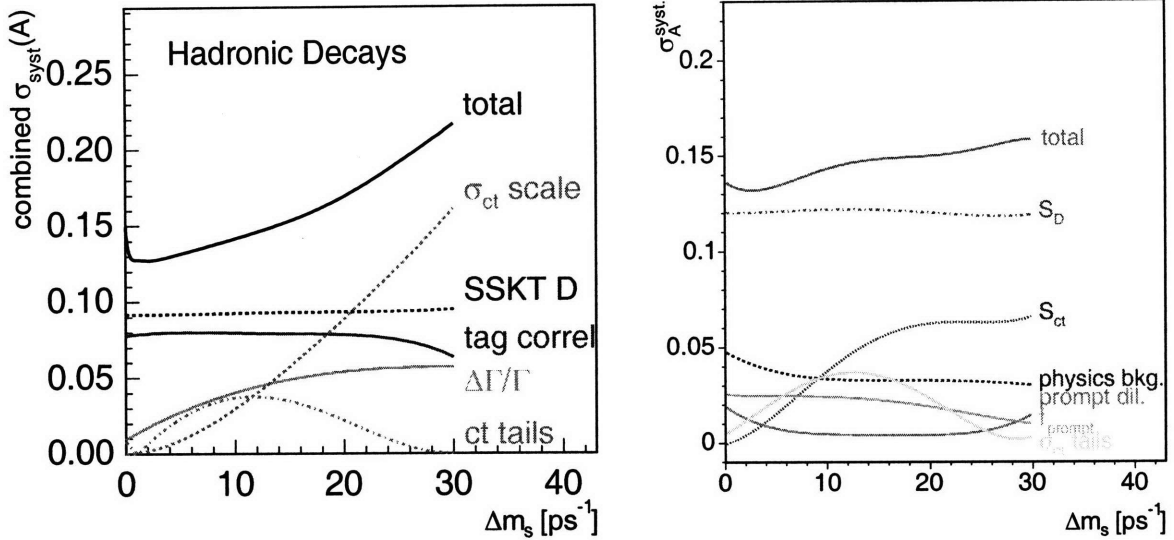 combined σsyst(A)
Hadronic Decays
0.25
0.20
0.15
0.10
0.05
0.00
0
10
20
30
40
Δms [ps-1]
total
σct scale
SSKT D
tag correl
ΔΓ/Γ
ct tails
σAsyst.
0.2
0.15
0.1
0.05
0
0
10
20
30
40
Δms [ps-1]
total
SD
Sct
physics bkg.
prompt dil.
fprompt
tails